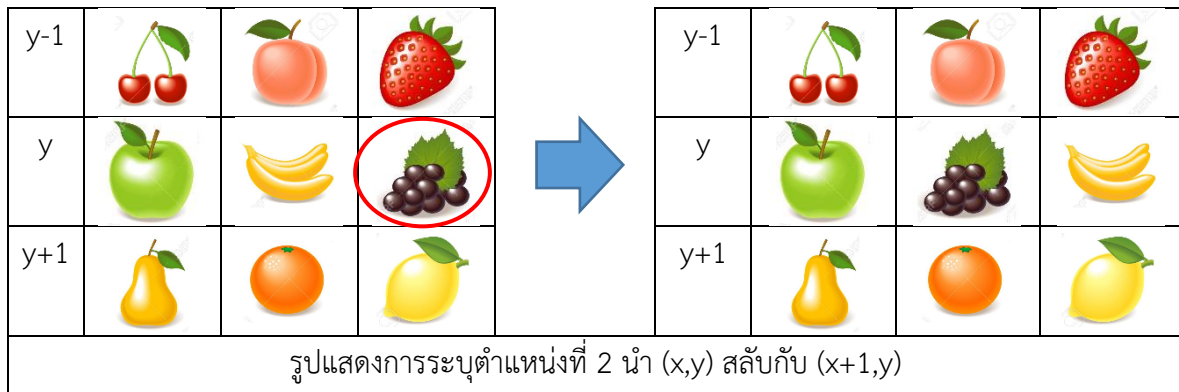 y-1 y-1
y y
y+1 y+1
รูปแสดงการระบุตำแหน่งที่ 2 นำ (x,y) สลับกับ (x+1,y)